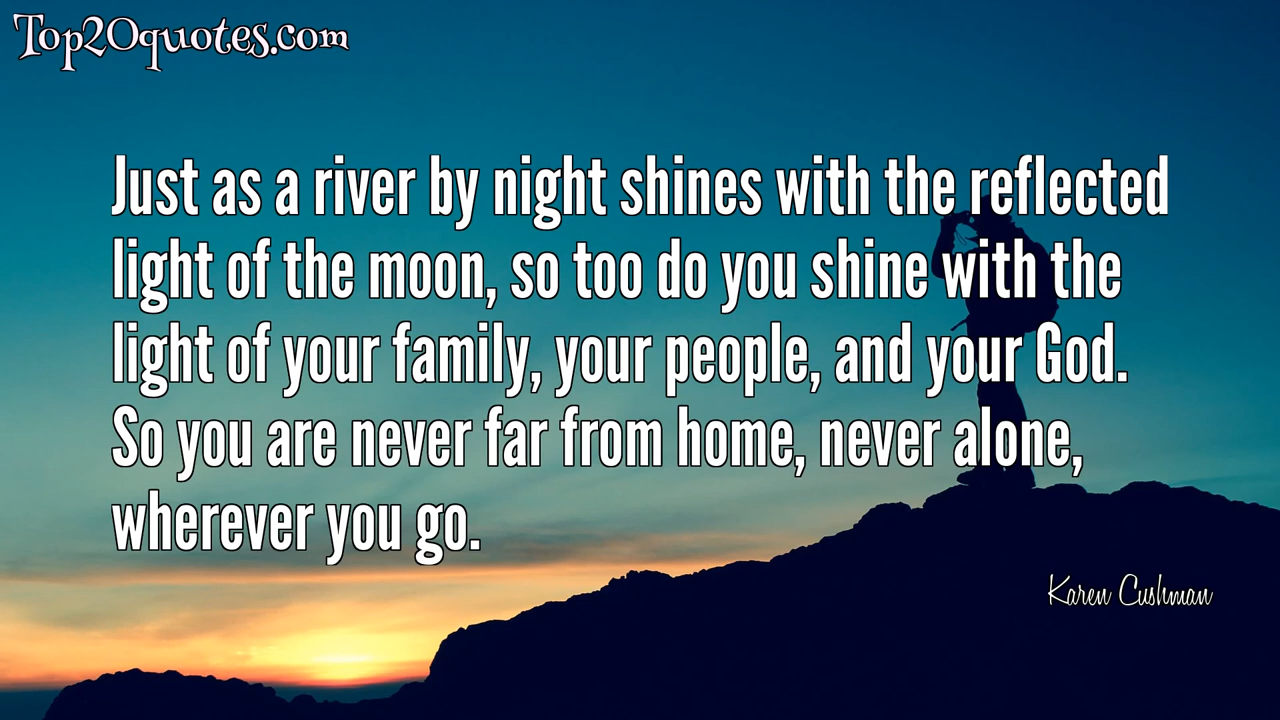 Top20quotes.com
Just as a river by night shines with the reflected
light of the moon, so too do you shine with the
light of your family, your people, and your God.
So you are never far from home, never alone,
wherever you go.
Karen Cushman